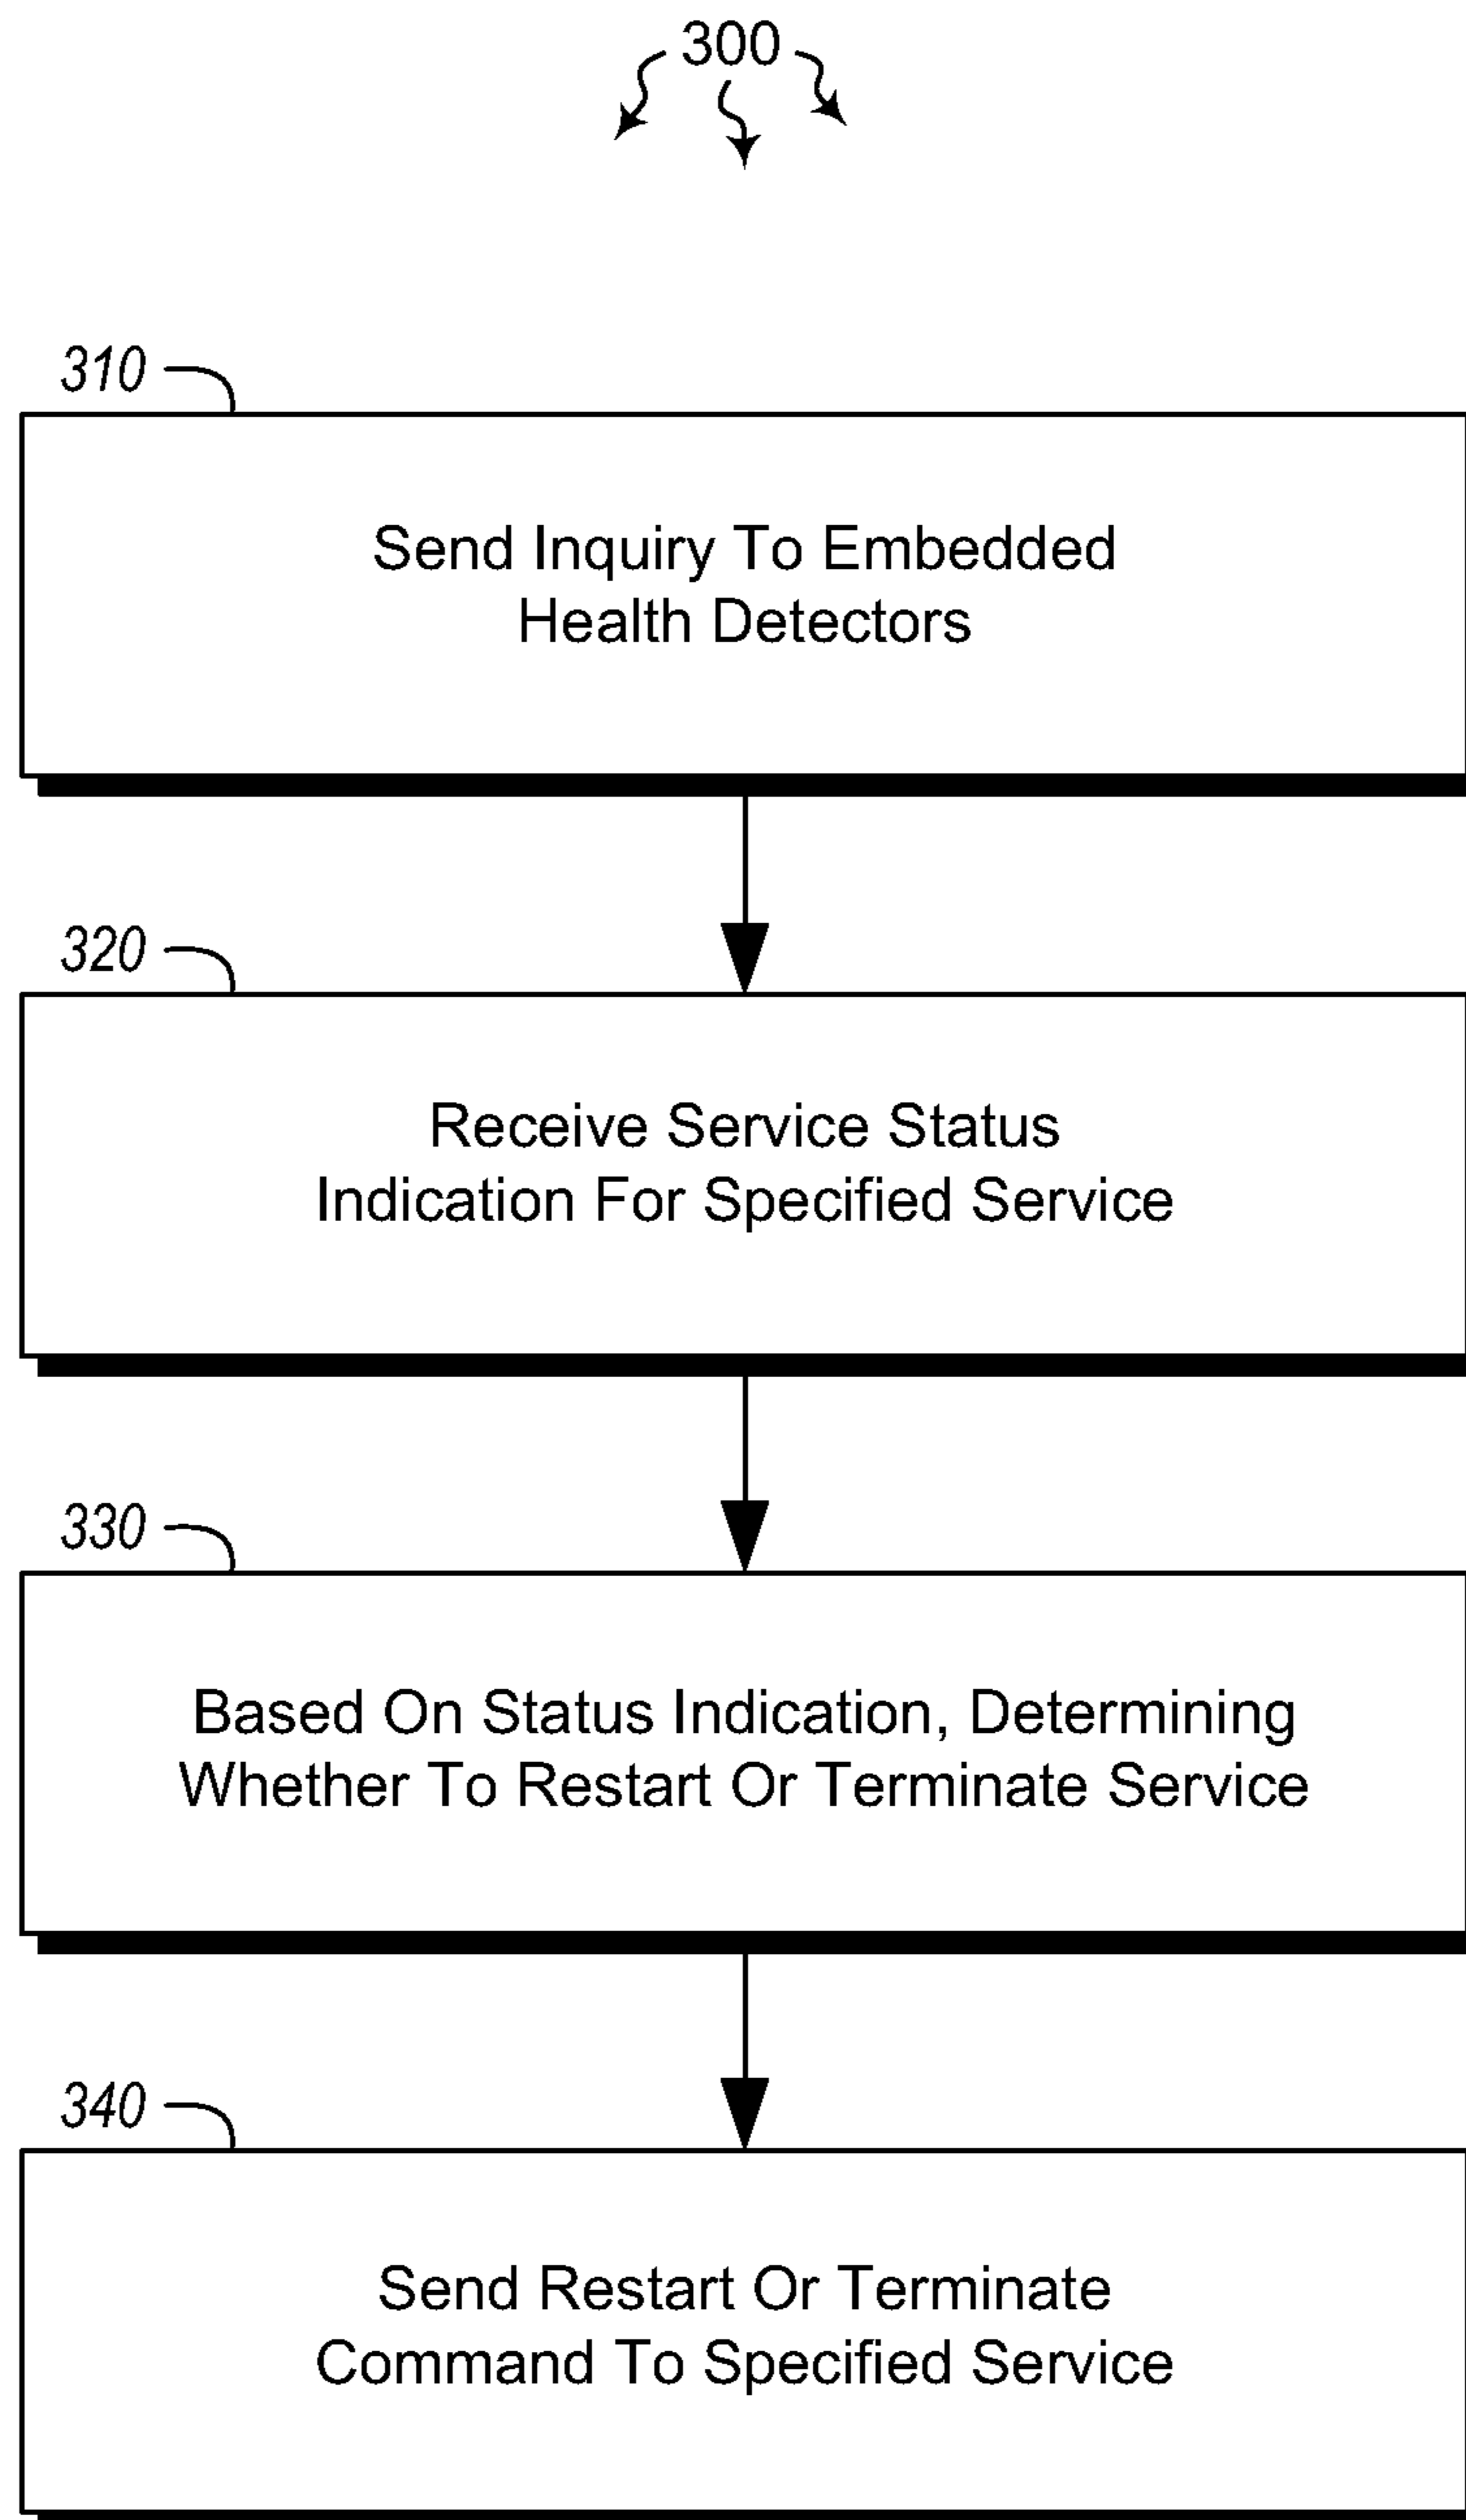 300
310
Send Inquiry To Embedded
Health Detectors
320
Receive Service Status
Indication For Specified Service
330
Based On Status Indication, Determining
Whether To Restart Or Terminate Service
340
Send Restart Or Terminate
Command To Specified Service